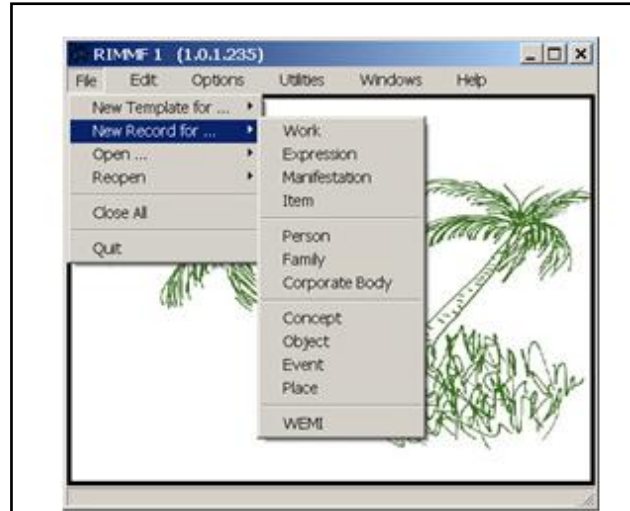 RIMMF 1 (1.0.1.235)
File Edit Options Utilities Windows Help
New Template for ...
New Record for ...
Open ...
Reopen
Close All
Quit
Work
Expression
Manifestation
Item
Person
Family
Corporate Body
Concept
Object
Event
Place
WEMI